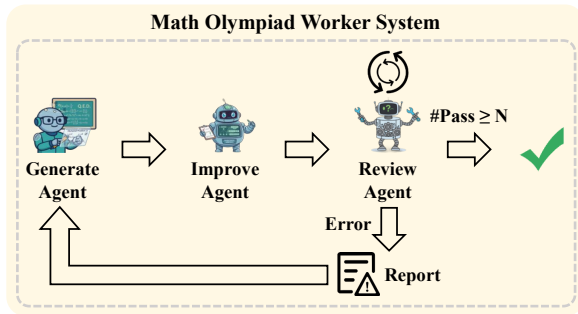 Math Olympiad Worker System
#Pass ≥ N
Generate
Agent
Improve
Agent
Review
Agent
Error
Report